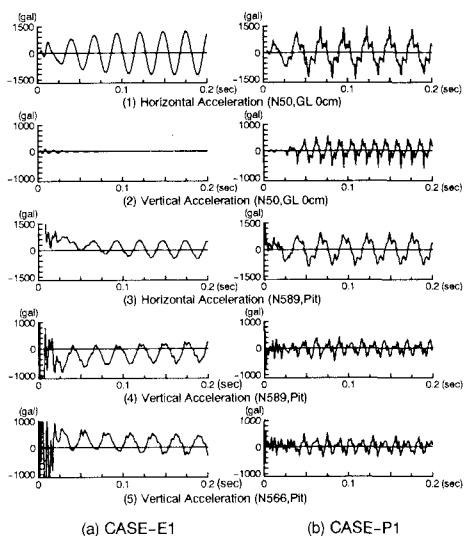 (gal) (gal)
1500 1500
0 0
-1500 -1500
0 0.1 0.2 (sec) 0 0.1 0.2 (sec)
(1) Horizontal Acceleration (N50,GL 0cm)
(gal) (gal)
1000 1000
0 0
-1000 -1000
0 0.1 0.2 (sec) 0 0.1 0.2 (sec)
(2) Vertical Acceleration (N50,GL 0cm)
(gal) (gal)
1500 1500
0 0
-1500 -1500
0 0.1 0.2 (sec) 0 0.1 0.2 (sec)
(3) Horizontal Acceleration (N589,Pit)
(gal) (gal)
1000 1000
0 0
-1000 -1000
0 0.1 0.2 (sec) 0 0.1 0.2 (sec)
(4) Vertical Acceleration (N589,Pit)
(gal) (gal)
1000 1000
0 0
-1000 -1000
0 0.1 0.2 (sec) 0 0.1 0.2 (sec)
(5) Vertical Acceleration (N566,Pit)
(a) CASE-E1 (b) CASE-P1